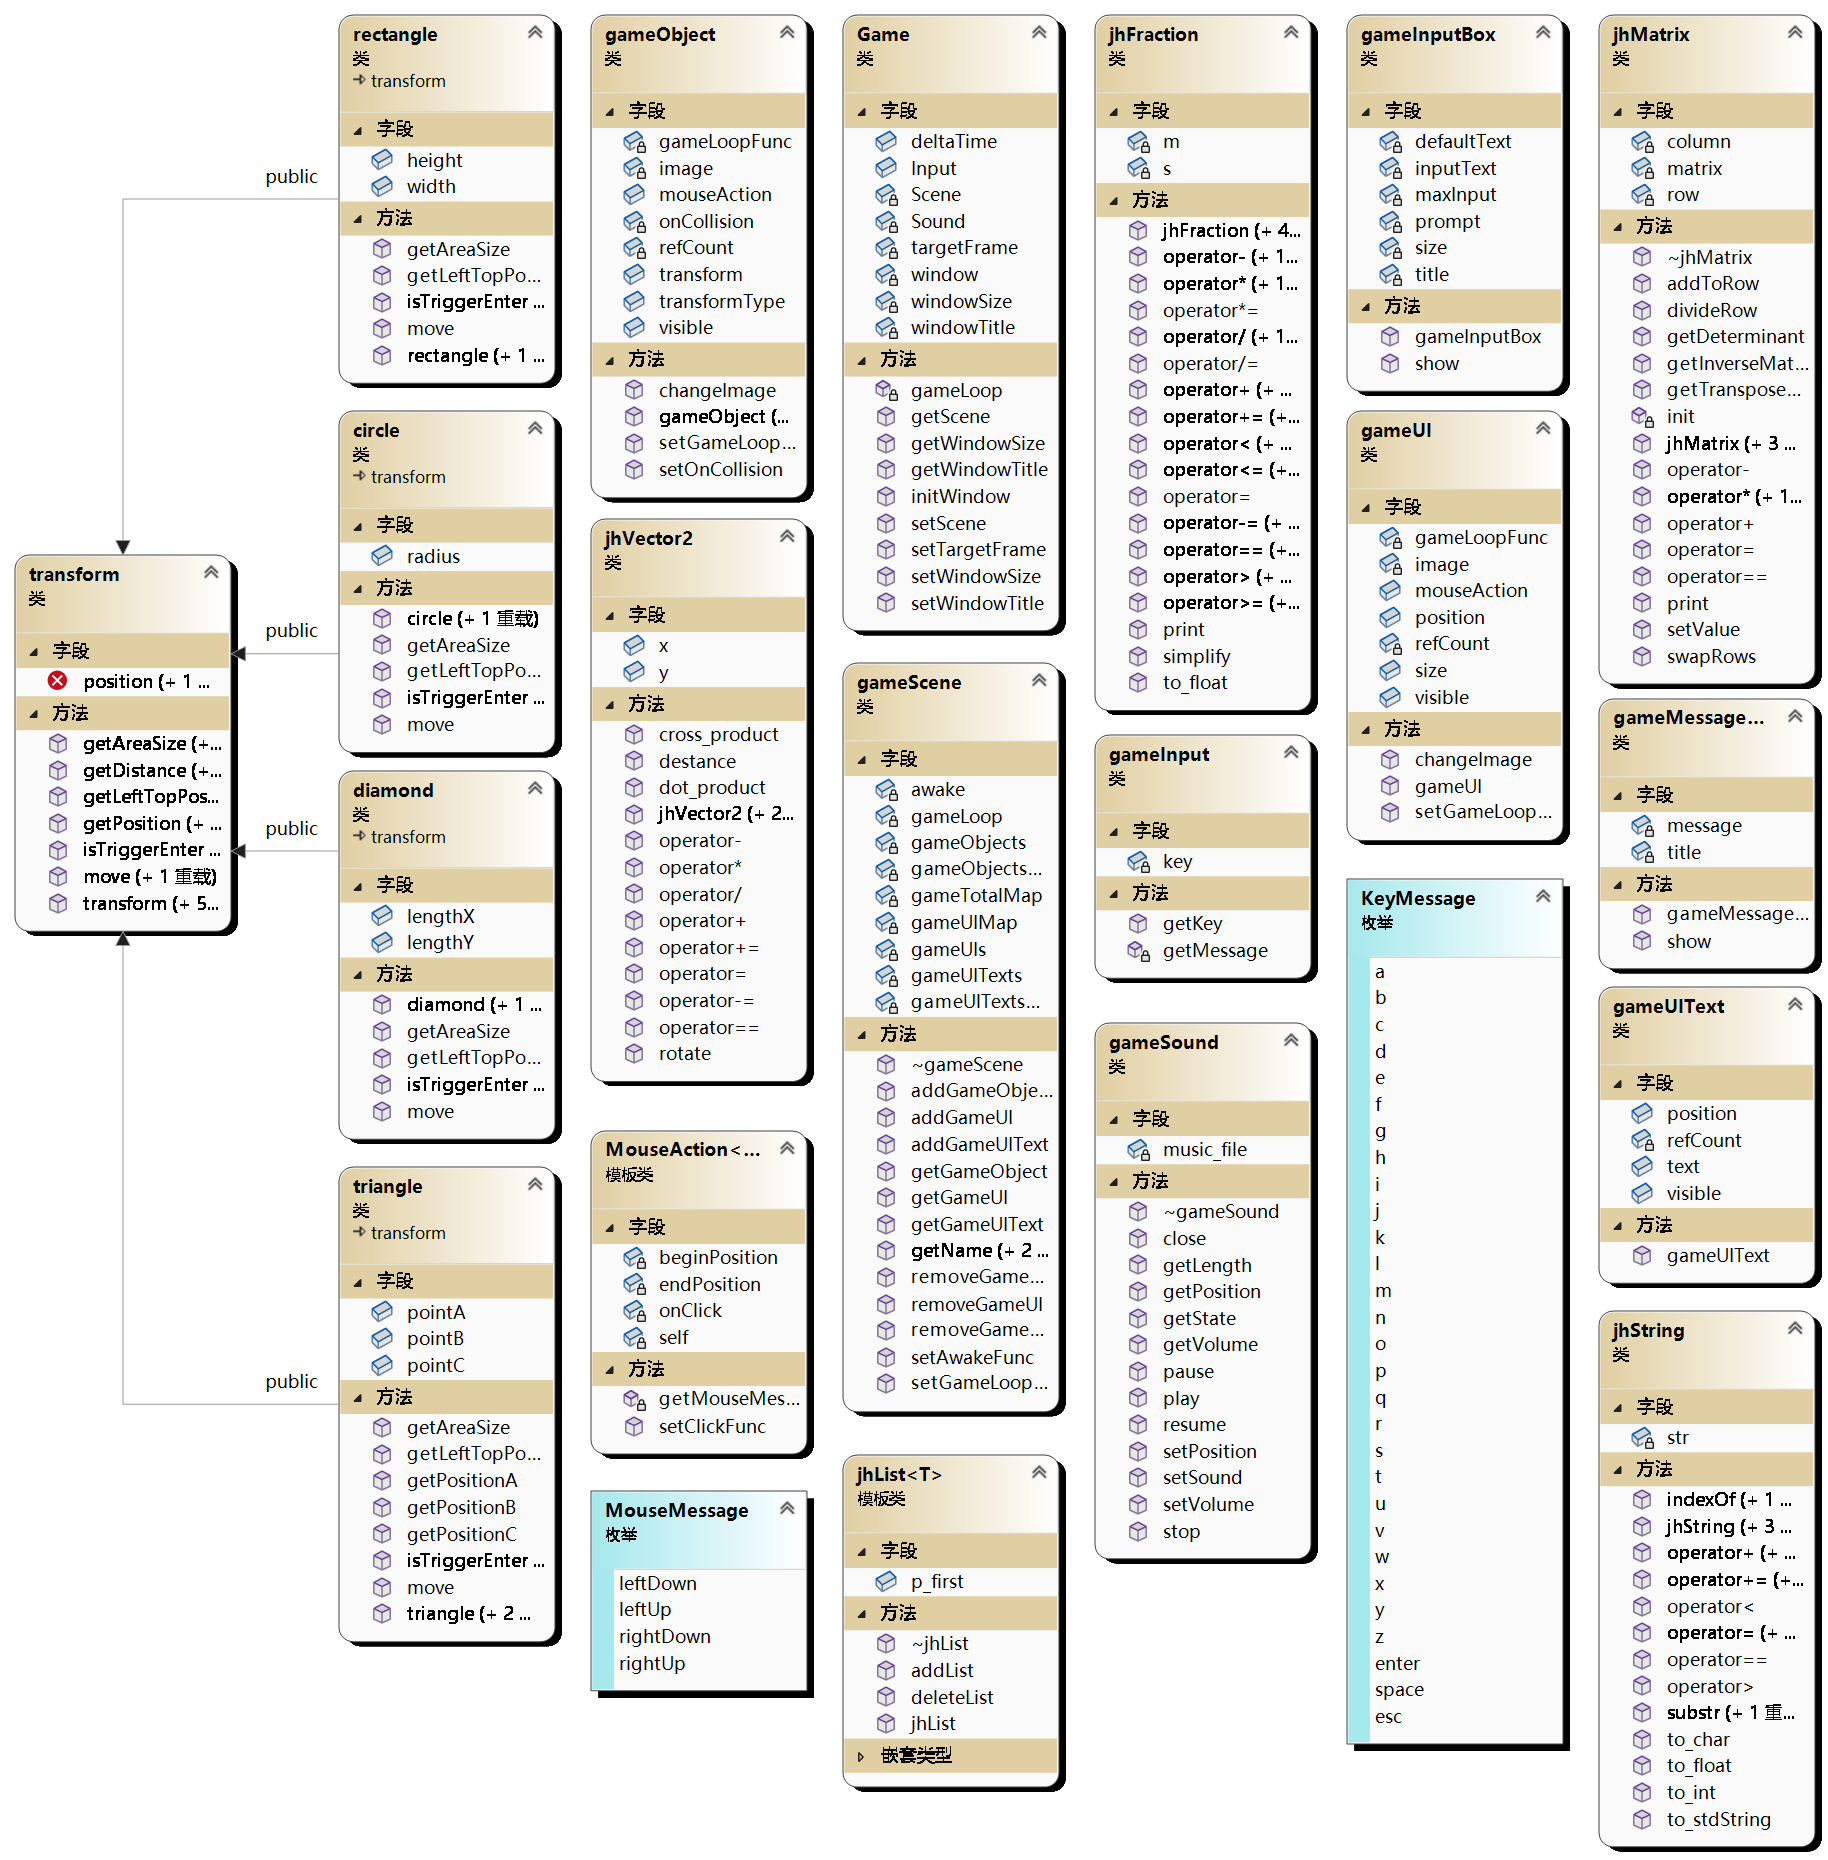 transform
类
字段
position (+ 1 ...
方法
getAreaSize (+...
getDistance (+...
getLeftTopPos...
getPosition (+ ...
isTriggerEnter ...
move (+ 1 重载)
transform (+ 5...
public
public
public
public
rectangle
类
transform
字段
height
width
方法
getAreaSize
getLeftTopPo...
isTriggerEnter ...
move
rectangle (+ 1 ...
circle
类
transform
字段
radius
方法
circle (+ 1 重载)
getAreaSize
getLeftTopPo...
isTriggerEnter ...
move
diamond
类
transform
字段
lengthX
lengthY
方法
diamond (+ 1 ...
getAreaSize
getLeftTopPo...
isTriggerEnter ...
move
triangle
类
transform
字段
pointA
pointB
pointC
方法
getAreaSize
getLeftTopPo...
getPositionA
getPositionB
getPositionC
isTriggerEnter ...
move
triangle (+ 2 ...
gameObject
类
字段
gameLoopFunc
image
mouseAction
onCollision
refCount
transform
transformType
visible
方法
changeImage
gameObject (...
setGameLoop...
setOnCollision
jhVector2
类
字段
x
y
方法
cross_product
destance
dot_product
jhVector2 (+ 2...
operator-
operator*
operator/
operator+
operator+=
operator=
operator-=
operator==
rotate
MouseAction<...
模板类
字段
beginPosition
endPosition
onClick
self
方法
getMouseMes...
setClickFunc
MouseMessage
枚举
leftDown
leftUp
rightDown
rightUp
Game
类
字段
deltaTime
Input
Scene
Sound
targetFrame
window
windowSize
windowTitle
方法
gameLoop
getScene
getWindowSize
getWindowTitle
initWindow
setScene
setTargetFrame
setWindowSize
setWindowTitle
gameScene
类
字段
awake
gameLoop
gameObjects
gameObjects...
gameTotalMap
gameUIMap
gameUIs
gameUITexts
gameUITexts...
方法
~gameScene
addGameObje...
addGameUI
addGameUIText
getGameObject
getGameUI
getGameUIText
getName (+ 2 ...
removeGame...
removeGameUI
removeGame...
setAwakeFunc
setGameLoop...
jhList<T>
模板类
字段
p_first
方法
~jhList
addList
deleteList
jhList
嵌套类型
jhFraction
类
字段
m
s
方法
jhFraction (+ 4...
operator- (+ 1...
operator* (+ 1...
operator*=
operator/ (+ 1...
operator/=
operator+ (+ ...
operator+= (+...
operator< (+ ...
operator<= (+...
operator=
operator-= (+ ...
operator== (+...
operator> (+ ...
operator>= (+...
print
simplify
to_float
gameInput
类
字段
key
方法
getKey
getMessage
gameSound
类
字段
music_file
方法
~gameSound
close
getLength
getPosition
getState
getVolume
pause
play
resume
setPosition
setSound
setVolume
stop
gameInputBox
类
字段
defaultText
inputText
maxInput
prompt
size
title
方法
gameInputBox
show
gameUI
类
字段
gameLoopFunc
image
mouseAction
position
refCount
size
visible
方法
changeImage
gameUI
setGameLoop...
KeyMessage
枚举
a
b
c
d
e
f
g
h
i
j
k
l
m
n
o
p
q
r
s
t
u
v
w
x
y
z
enter
space
esc
jhMatrix
类
字段
column
matrix
row
方法
~jhMatrix
addToRow
divideRow
getDeterminant
getInverseMat...
getTranspose...
init
jhMatrix (+ 3 ...
operator-
operator* (+ 1...
operator+
operator=
operator==
print
setValue
swapRows
gameMessage...
类
字段
message
title
方法
gameMessage...
show
gameUIText
类
字段
position
refCount
text
visible
方法
gameUIText
jhString
类
字段
str
方法
indexOf (+ 1 ...
jhString (+ 3 ...
operator+ (+ ...
operator+= (+...
operator<
operator= (+ ...
operator==
operator>
substr (+ 1 重...
to_char
to_float
to_int
to_stdString